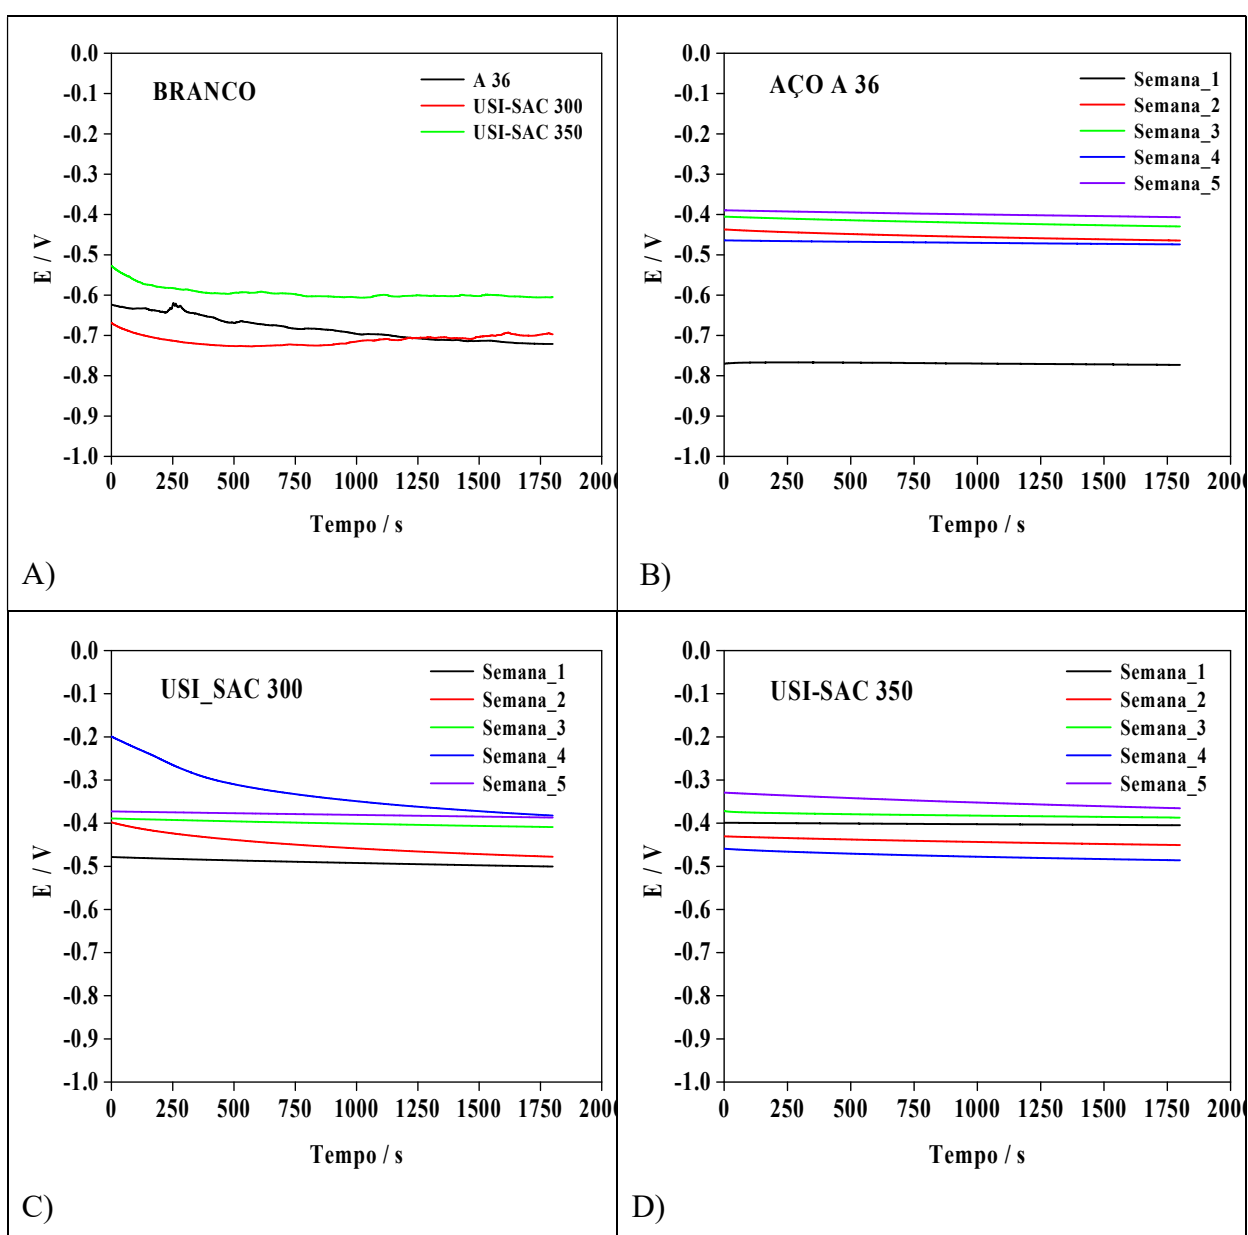 BRANCO
A 36
USI-SAC 300
USI-SAC 350
0.0
-0.1
-0.2
-0.3
-0.4
-0.5
-0.6
-0.7
-0.8
-0.9
-1.0
E / V
0 250 500 750 1000 1250 1500 1750 2000
Tempo / s
A)
AÇO A 36
Semana_1
Semana_2
Semana_3
Semana_4
Semana_5
0.0
-0.1
-0.2
-0.3
-0.4
-0.5
-0.6
-0.7
-0.8
-0.9
-1.0
E / V
0 250 500 750 1000 1250 1500 1750 2000
Tempo / s
B)
USI_SAC 300
Semana_1
Semana_2
Semana_3
Semana_4
Semana_5
0.0
-0.1
-0.2
-0.3
-0.4
-0.5
-0.6
-0.7
-0.8
-0.9
-1.0
E / V
0 250 500 750 1000 1250 1500 1750 2000
Tempo / s
C)
USI-SAC 350
Semana_1
Semana_2
Semana_3
Semana_4
Semana_5
0.0
-0.1
-0.2
-0.3
-0.4
-0.5
-0.6
-0.7
-0.8
-0.9
-1.0
E / V
0 250 500 750 1000 1250 1500 1750 2000
Tempo / s
D)